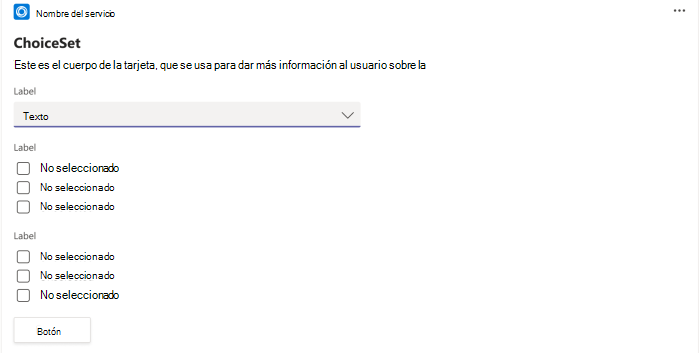 Nombre del servicio
ChoiceSet
Este es el cuerpo de la tarjeta, que se usa para dar más información al usuario sobre la
Label
Texto
Label
No seleccionado
No seleccionado
No seleccionado
Label
No seleccionado
No seleccionado
No seleccionado
Botón